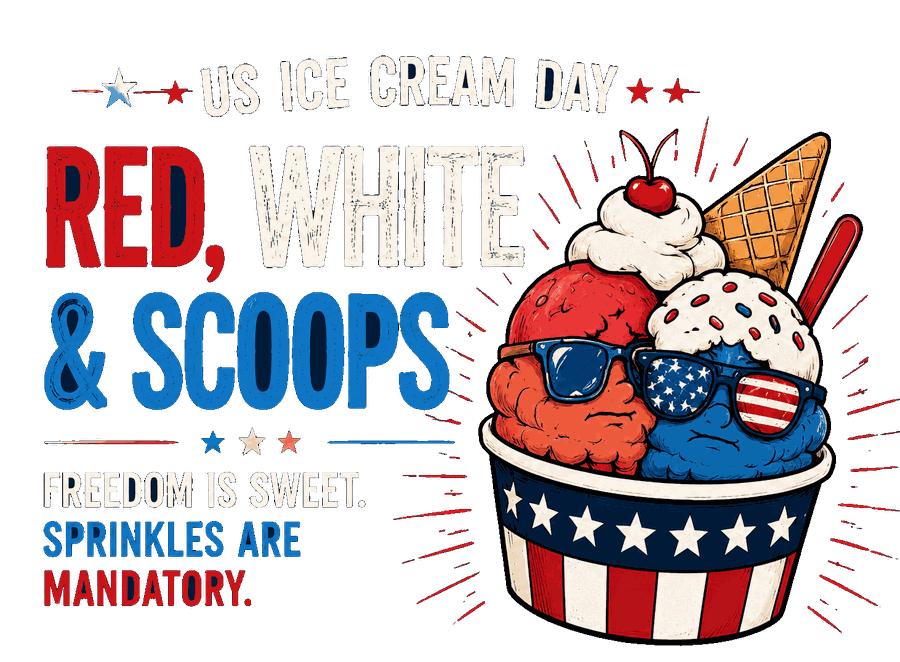 US ICE CREAM DAY
RED, WHITE
& SCOOPS
FREEDOM IS SWEET.
SPRINKLES ARE
MANDATORY.